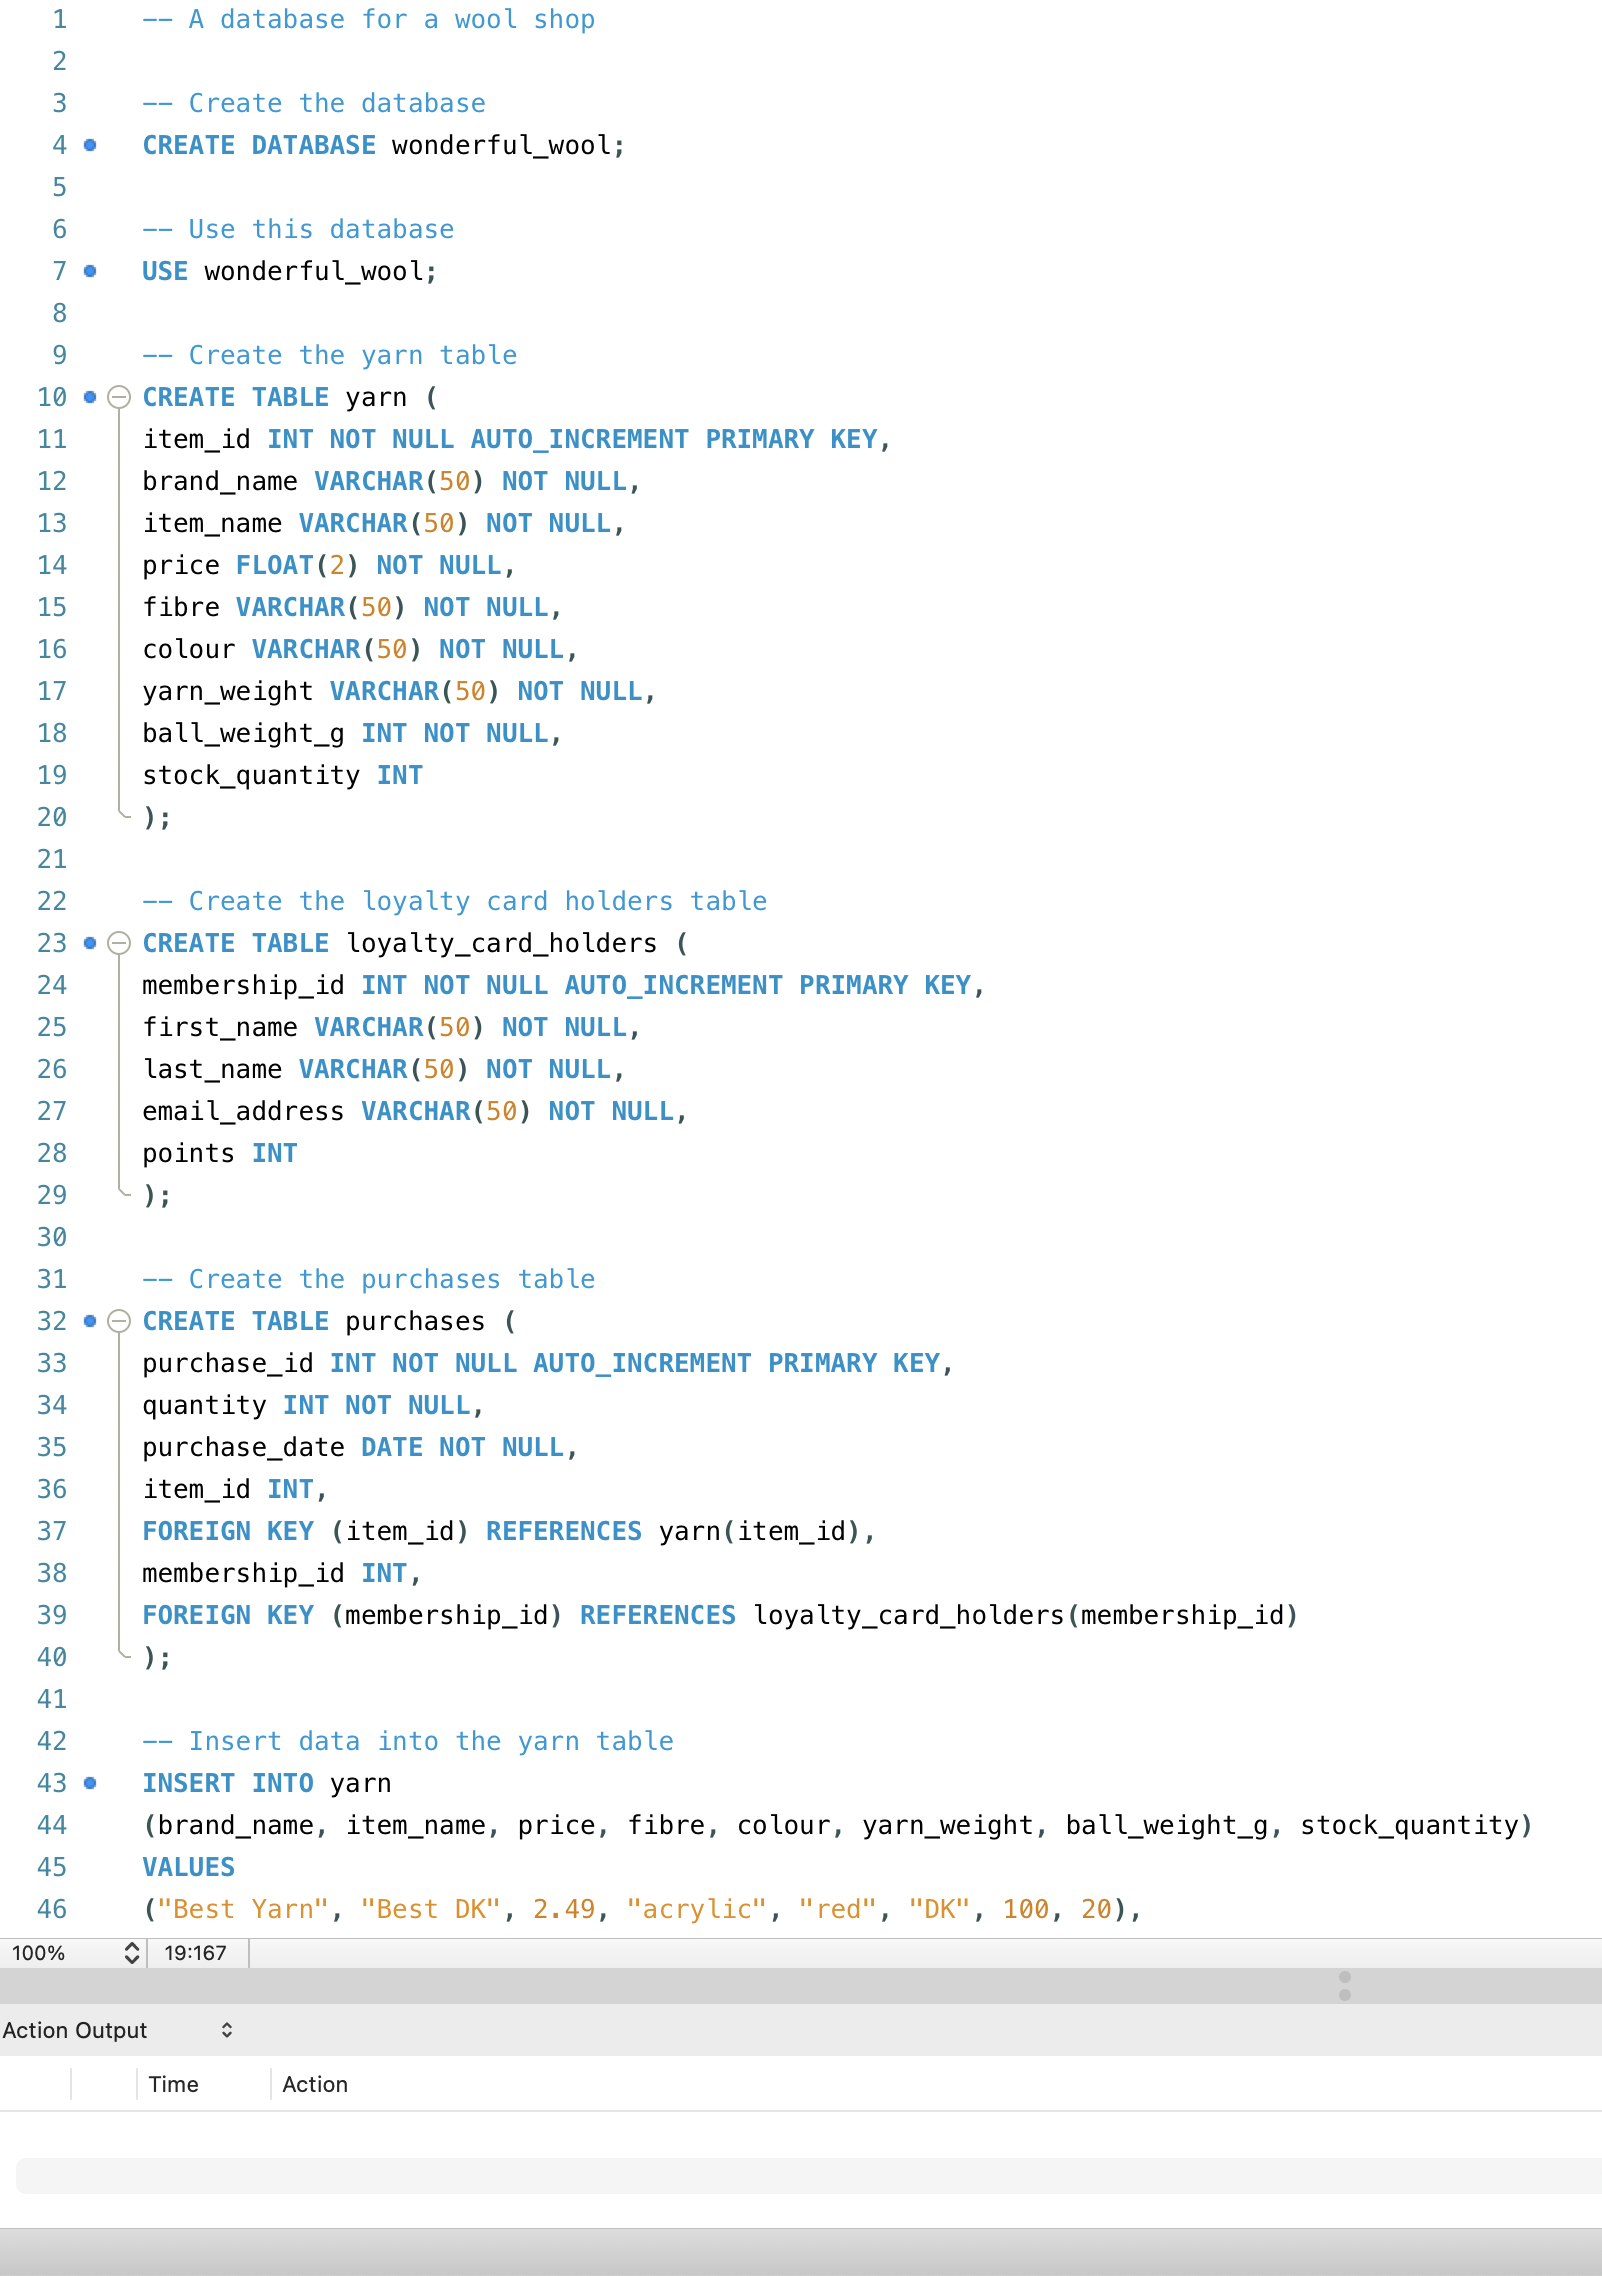 1 -- A database for a wool shop
2
3 -- Create the database
4 CREATE DATABASE wonderful_wool;
5
6 -- Use this database
7 USE wonderful_wool;
8
9 -- Create the yarn table
10 CREATE TABLE yarn (
11 item_id INT NOT NULL AUTO_INCREMENT PRIMARY KEY,
12 brand_name VARCHAR(50) NOT NULL,
13 item_name VARCHAR(50) NOT NULL,
14 price FLOAT(2) NOT NULL,
15 fibre VARCHAR(50) NOT NULL,
16 colour VARCHAR(50) NOT NULL,
17 yarn_weight VARCHAR(50) NOT NULL,
18 ball_weight_g INT NOT NULL,
19 stock_quantity INT
20 );
21
22 -- Create the loyalty card holders table
23 CREATE TABLE loyalty_card_holders (
24 membership_id INT NOT NULL AUTO_INCREMENT PRIMARY KEY,
25 first_name VARCHAR(50) NOT NULL,
26 last_name VARCHAR(50) NOT NULL,
27 email_address VARCHAR(50) NOT NULL,
28 points INT
29 );
30
31 -- Create the purchases table
32 CREATE TABLE purchases (
33 purchase_id INT NOT NULL AUTO_INCREMENT PRIMARY KEY,
34 quantity INT NOT NULL,
35 purchase_date DATE NOT NULL,
36 item_id INT,
37 FOREIGN KEY (item_id) REFERENCES yarn(item_id),
38 membership_id INT,
39 FOREIGN KEY (membership_id) REFERENCES loyalty_card_holders(membership_id)
40 );
41
42 -- Insert data into the yarn table
43 INSERT INTO yarn
44 (brand_name, item_name, price, fibre, colour, yarn_weight, ball_weight_g, stock_quantity)
45 VALUES
46 ("Best Yarn", "Best DK", 2.49, "acrylic", "red", "DK", 100, 20),
100% 19:167
Action Output
Time Action